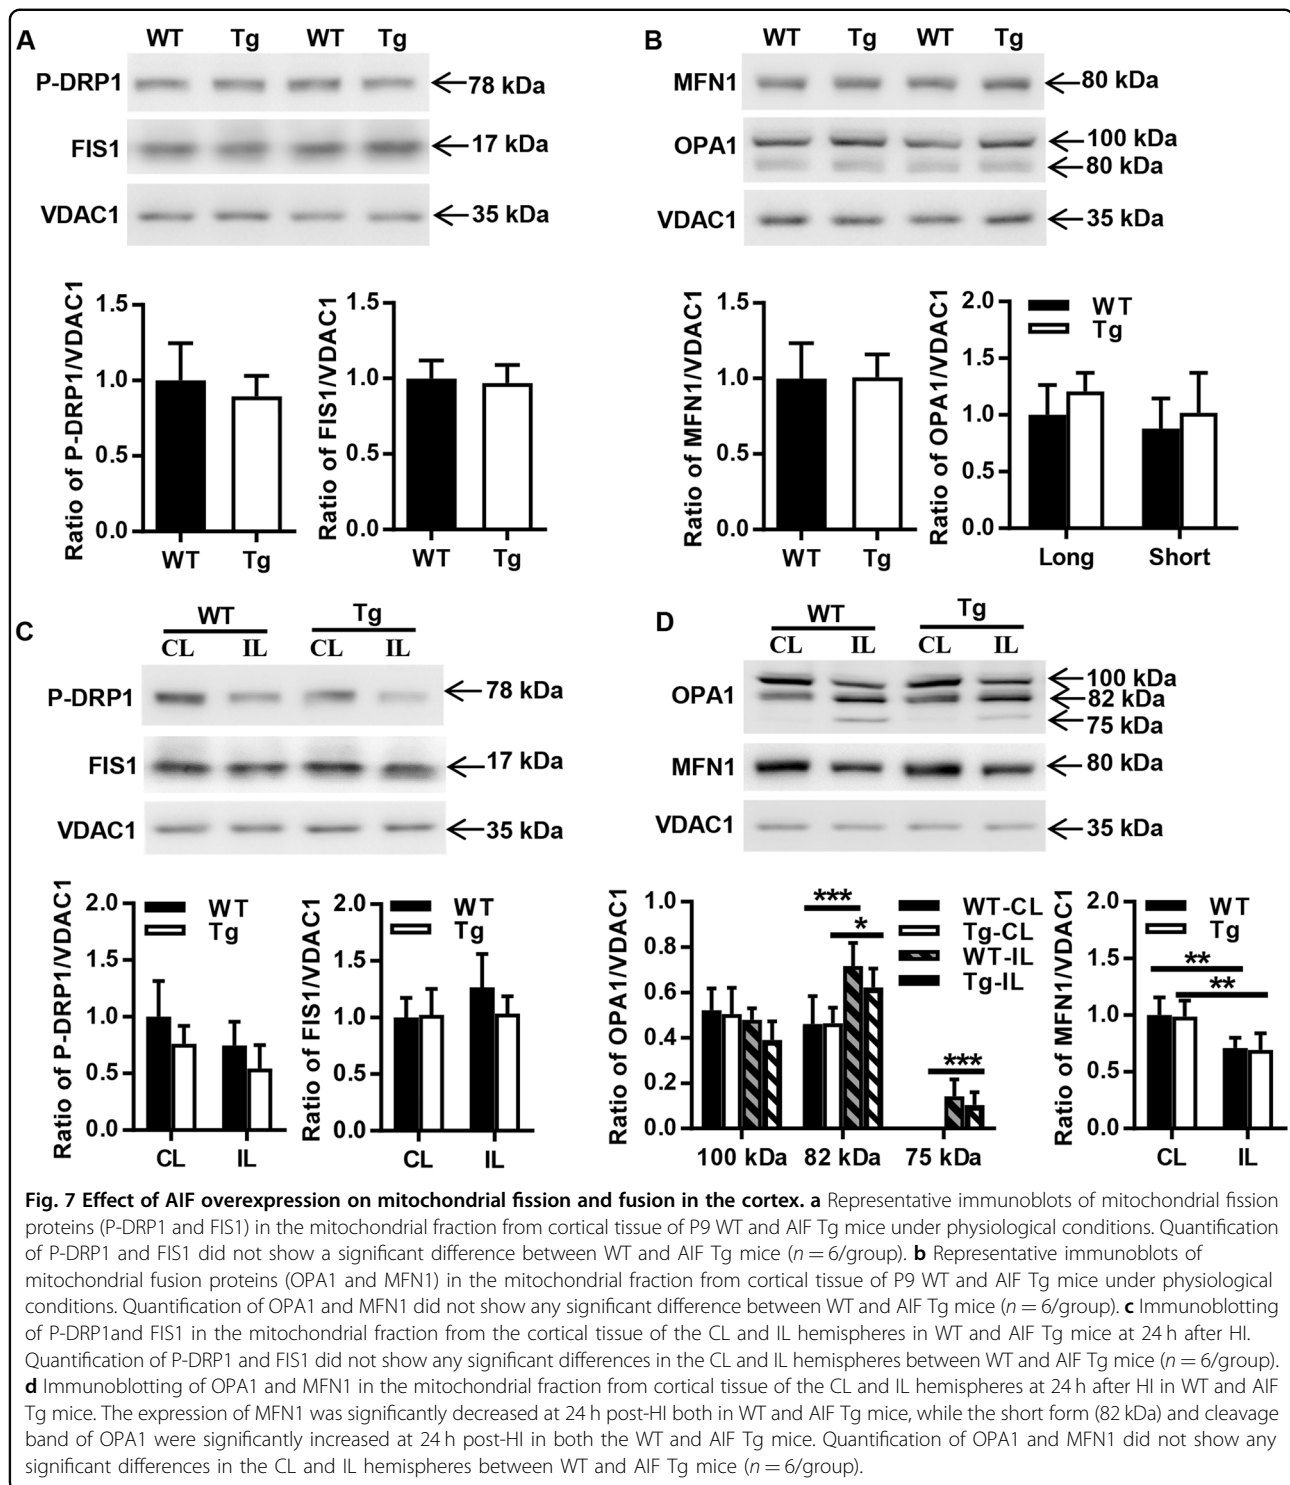 A
WT Tg WT Tg
P-DRP1
78 kDa
FIS1
17 kDa
VDAC1
35 kDa
Ratio of P-DRP1/VDAC1
1.5
1.0
0.5
0.0
WT Tg
Ratio of FIS1/VDAC1
1.5
1.0
0.5
0.0
WT Tg
B
WT Tg WT Tg
MFN1
80 kDa
OPA1
100 kDa
80 kDa
VDAC1
35 kDa
Ratio of MFN1/VDAC1
1.5
1.0
0.5
0.0
WT Tg
Ratio of OPA1/VDAC1
2.0
1.5
1.0
0.5
0.0
WT
Tg
Long Short
C
WT Tg
CL IL CL IL
P-DRP1
78 kDa
FIS1
17 kDa
VDAC1
35 kDa
Ratio of P-DRP1/VDAC1
2.0
1.5
1.0
0.5
0.0
WT
Tg
CL IL
Ratio of FIS1/VDAC1
2.0
1.5
1.0
0.5
0.0
WT
Tg
CL IL
D
WT Tg
CL IL CL IL
OPA1
100 kDa
82 kDa
75 kDa
MFN1
80 kDa
VDAC1
35 kDa
Ratio of OPA1/VDAC1
1.0
0.8
0.6
0.4
0.2
0.0
***
*
***
WT-CL
Tg-CL
WT-IL
Tg-IL
100 kDa 82 kDa 75 kDa
Ratio of MFN1/VDAC1
2.0
1.5
1.0
0.5
0.0
WT
Tg
**
**
CL IL
Fig. 7 Effect of AIF overexpression on mitochondrial fission and fusion in the cortex. a Representative immunoblots of mitochondrial fission
proteins (P-DRP1 and FIS1) in the mitochondrial fraction from cortical tissue of P9 WT and AIF Tg mice under physiological conditions. Quantification
of P-DRP1 and FIS1 did not show a significant difference between WT and AIF Tg mice (n = 6/group). b Representative immunoblots of
mitochondrial fusion proteins (OPA1 and MFN1) in the mitochondrial fraction from cortical tissue of P9 WT and AIF Tg mice under physiological
conditions. Quantification of OPA1 and MFN1 did not show any significant difference between WT and AIF Tg mice (n = 6/group). c Immunoblotting
of P-DRP1and FIS1 in the mitochondrial fraction from the cortical tissue of the CL and IL hemispheres in WT and AIF Tg mice at 24 h after HI.
Quantification of P-DRP1 and FIS1 did not show any significant differences in the CL and IL hemispheres between WT and AIF Tg mice (n = 6/group).
d Immunoblotting of OPA1 and MFN1 in the mitochondrial fraction from cortical tissue of the CL and IL hemispheres at 24 h after HI in WT and AIF
Tg mice. The expression of MFN1 was significantly decreased at 24 h post-HI both in WT and AIF Tg mice, while the short form (82 kDa) and cleavage
band of OPA1 were significantly increased at 24 h post-HI in both the WT and AIF Tg mice. Quantification of OPA1 and MFN1 did not show any
significant differences in the CL and IL hemispheres between WT and AIF Tg mice (n = 6/group).